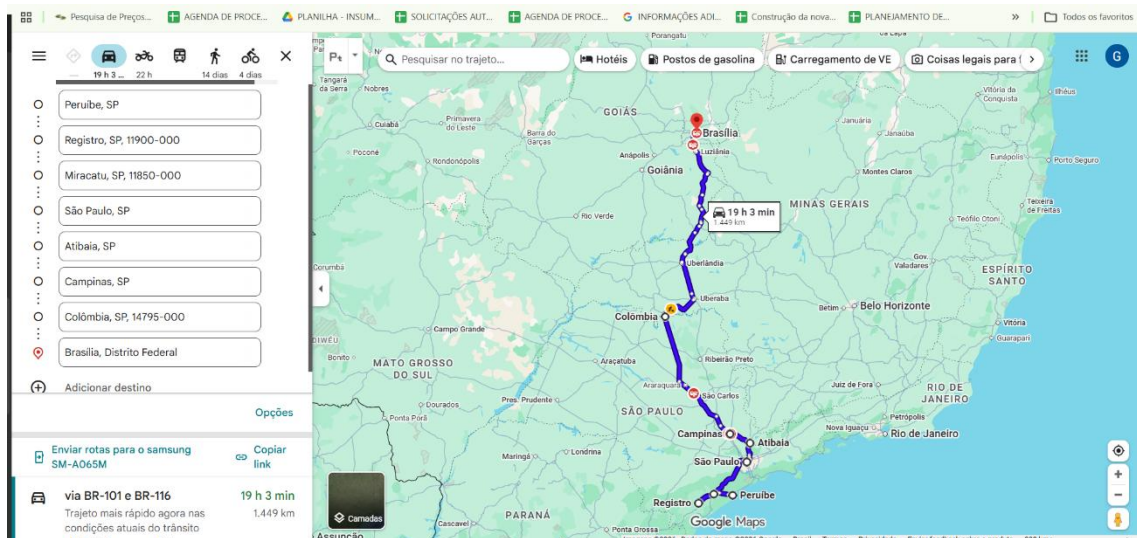 Pesquisa de Preços...
AGENDA DE PROCE...
PLANILHA - INSUM...
SOLICITAÇÕES AUT...
AGENDA DE PROCE...
INFORMAÇÕES ADI...
Construção da nova...
PLANEJAMENTO DE...
»
Todos os favoritos
19 h 3 ...
22 h
14 dias
4 dias
Peruíbe, SP
Registro, SP, 11900-000
Miracatu, SP, 11850-000
São Paulo, SP
Atibaia, SP
Campinas, SP
Colômbia, SP, 14795-000
Brasília, Distrito Federal
Adicionar destino
Opções
Enviar rotas para o samsung
SM-A065M
Copiar
link
via BR-101 e BR-116
19 h 3 min
Trajeto mais rápido agora nas
1.449 km
condições atuais do trânsito
Pesquisar no trajeto...
Hotéis
Postos de gasolina
Carregamento de VE
Coisas legais para
G
Porangatu
Tangará
da Serra
Nobres
Cuiabá
Primavera
do Leste
Barra do
Garças
Poconé
Rondonópolis
GOIÁS
Brasília
Luziânia
Anápolis
Goiânia
Rio Verde
Vitória da
Conquista
Ilhéus
Januária
Janaúba
Eunápolis
Porto Seguro
Montes Claros
MINAS GERAIS
Teixeira
de Freitas
Teófilo Otoni
19 h 3 min
1.449 km
Uberlândia
Gov.
Valadares
ESPÍRITO
SANTO
Corumbá
Uberaba
Betim
Belo Horizonte
Colômbia
Vitória
Guarapari
Campo Grande
Bonito
MATO GROSSO
DO SUL
Araçatuba
Ribeirão Preto
Araraquara
São Carlos
Juiz de Fora
RIO DE
JANEIRO
Dourados
Pres. Prudente
Ponta Porã
SÃO PAULO
Petrópolis
Nova Iguaçu
Rio de Janeiro
Campinas
Atibaia
Maringá
Londrina
São Paulo
Registro
Peruíbe
PARANÁ
Cascavel
Ponta Grossa
Assunção
Camadas
Google Maps